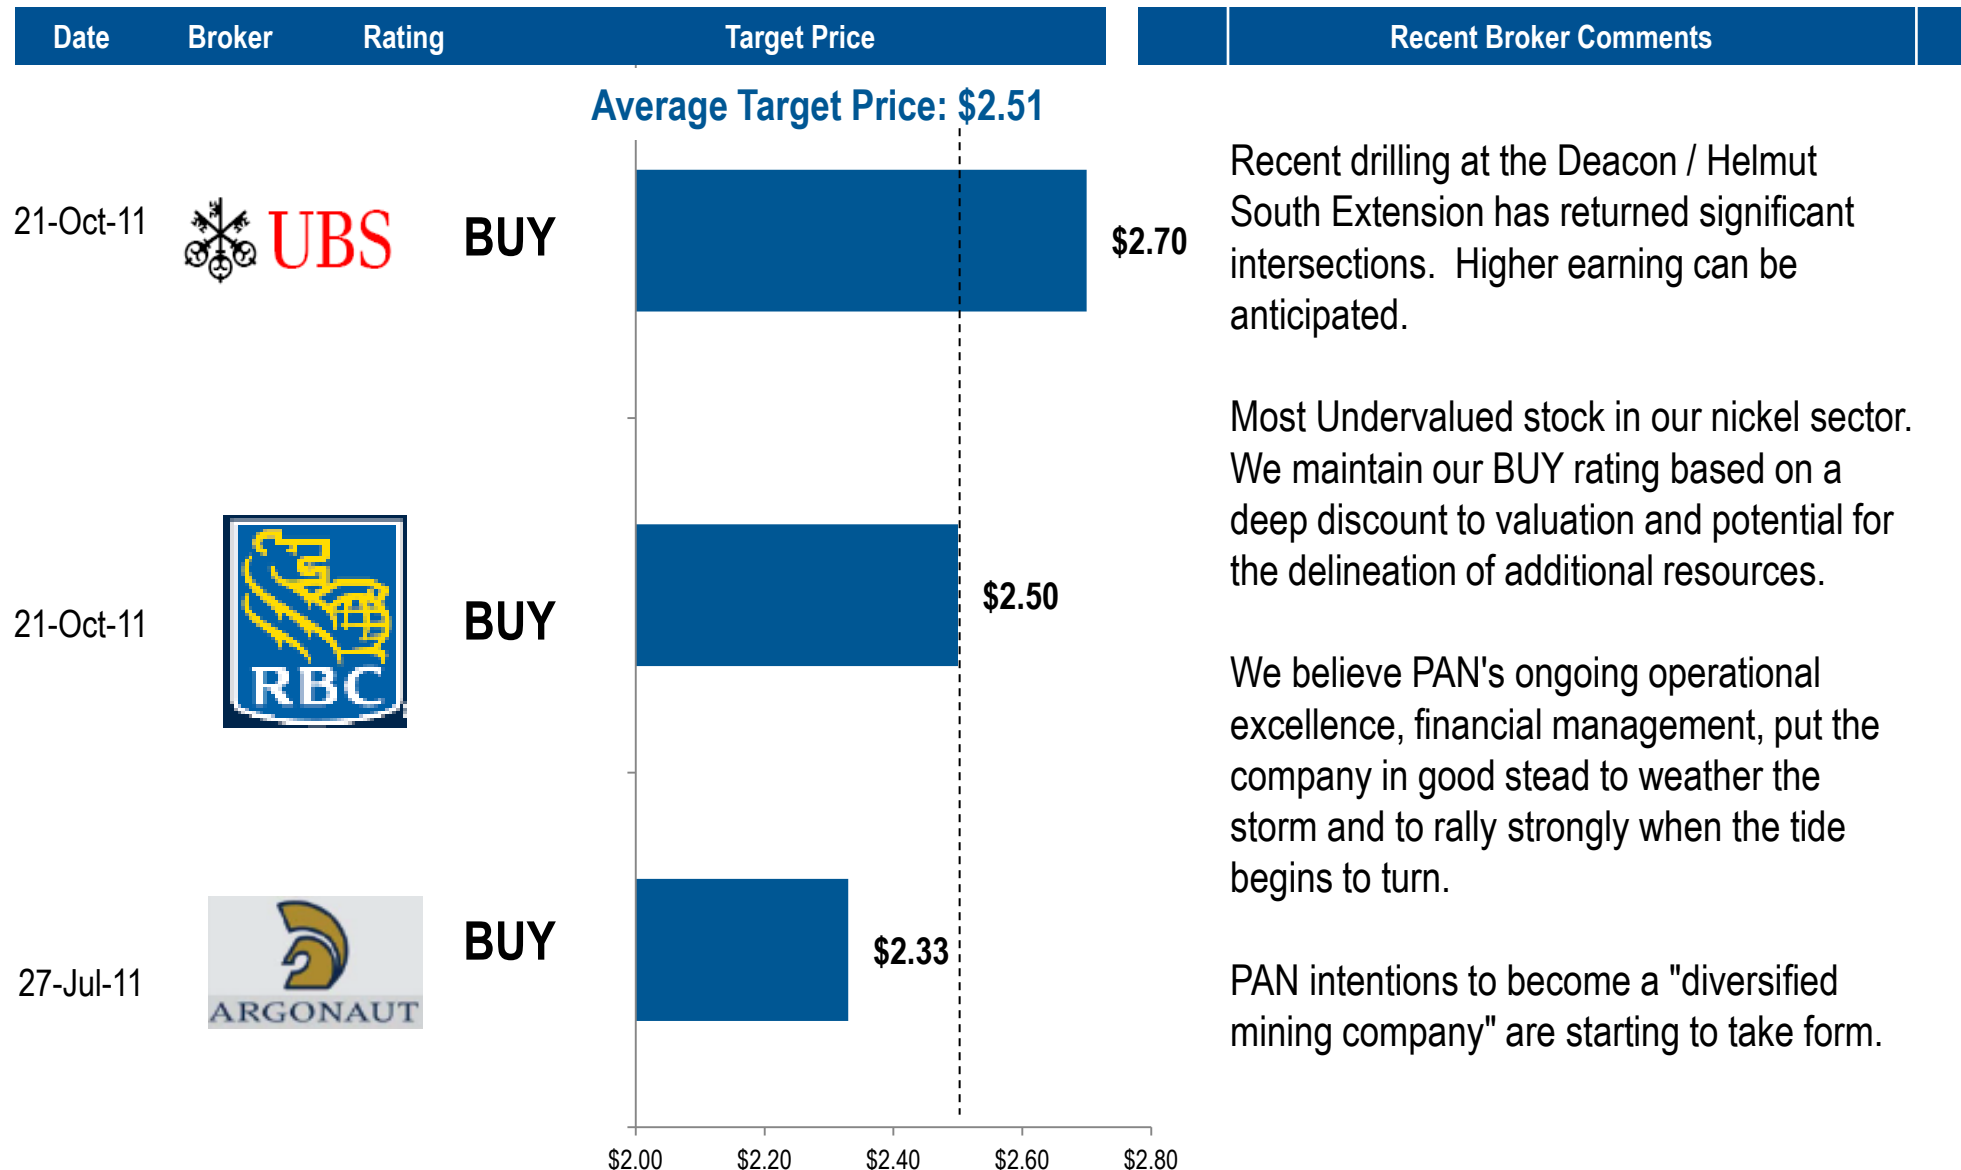 Date Broker Rating Target Price Recent Broker Comments
Average Target Price: $2.51
21-Oct-11 UBS BUY $2.70
21-Oct-11 RBC BUY $2.50
27-Jul-11 ARGONAUT BUY $2.33
$2.00 $2.20 $2.40 $2.60 $2.80
Recent drilling at the Deacon / Helmut
South Extension has returned significant
intersections.  Higher earning can be
anticipated.
Most Undervalued stock in our nickel sector.
We maintain our BUY rating based on a
deep discount to valuation and potential for
the delineation of additional resources.
We believe PAN's ongoing operational
excellence, financial management, put the
company in good stead to weather the
storm and to rally strongly when the tide
begins to turn.
PAN intentions to become a "diversified
mining company" are starting to take form.